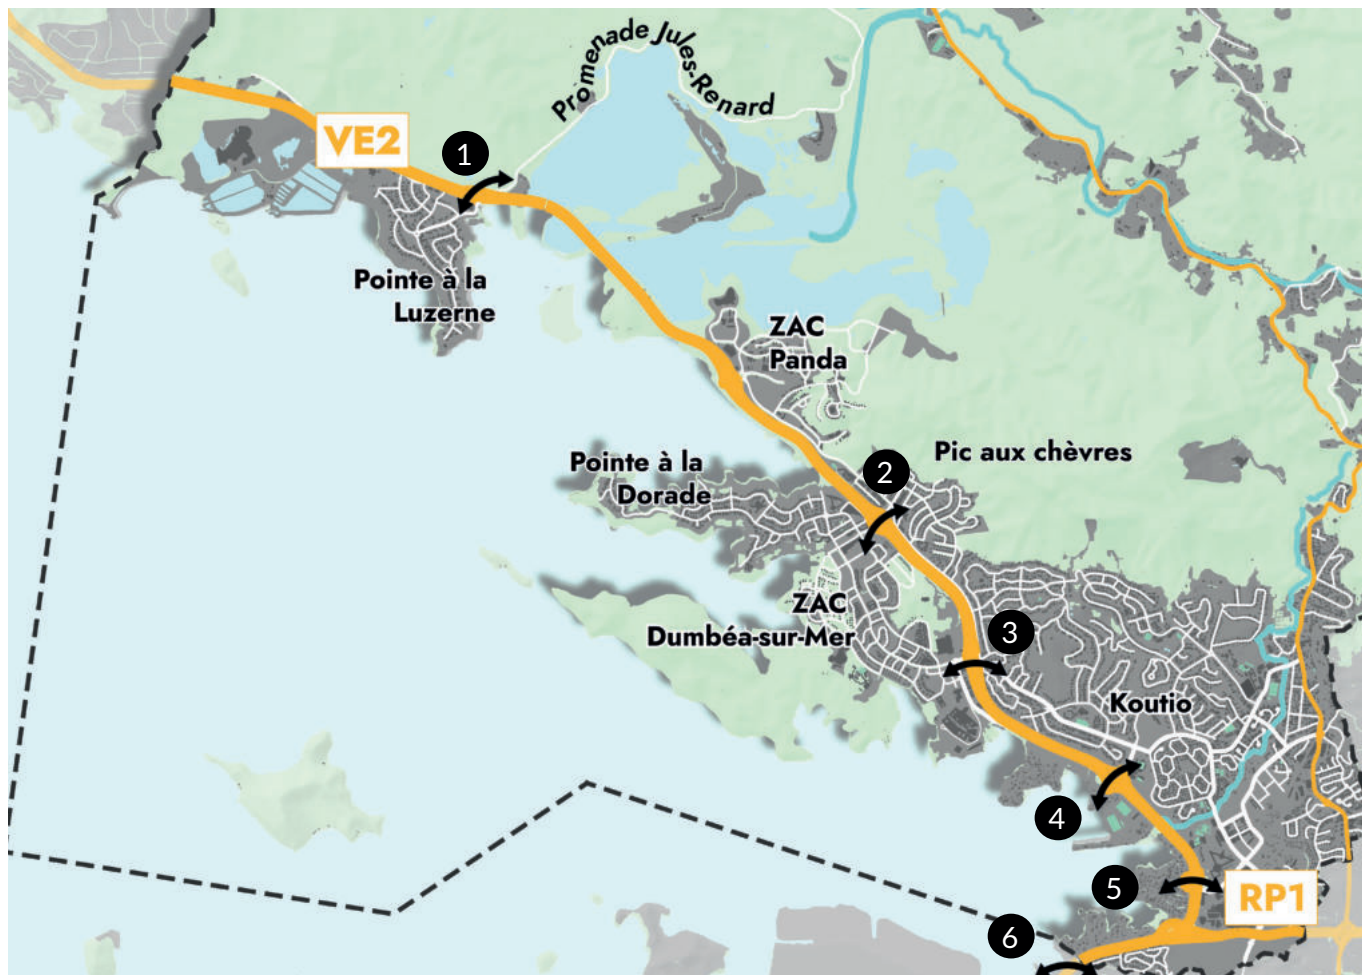 Promenade Jules-Renard
VE2
1
Pointe à la
Luzerne
ZAC
Panda
Pic aux chèvres
2
Pointe à la
Dorade
ZAC
Dumbéa-sur-Mer
3
Koutio
4
5
RP1
6